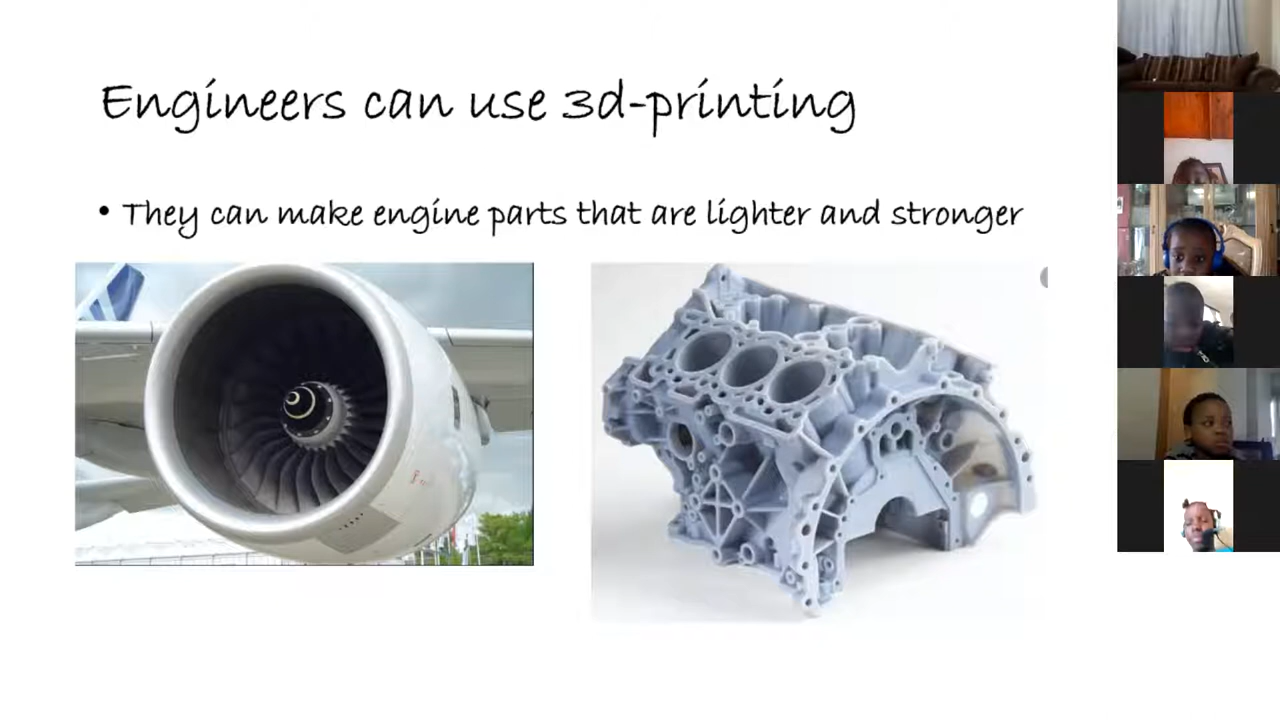 Engineers can use 3d-printing
• They can make engine parts that are lighter and stronger